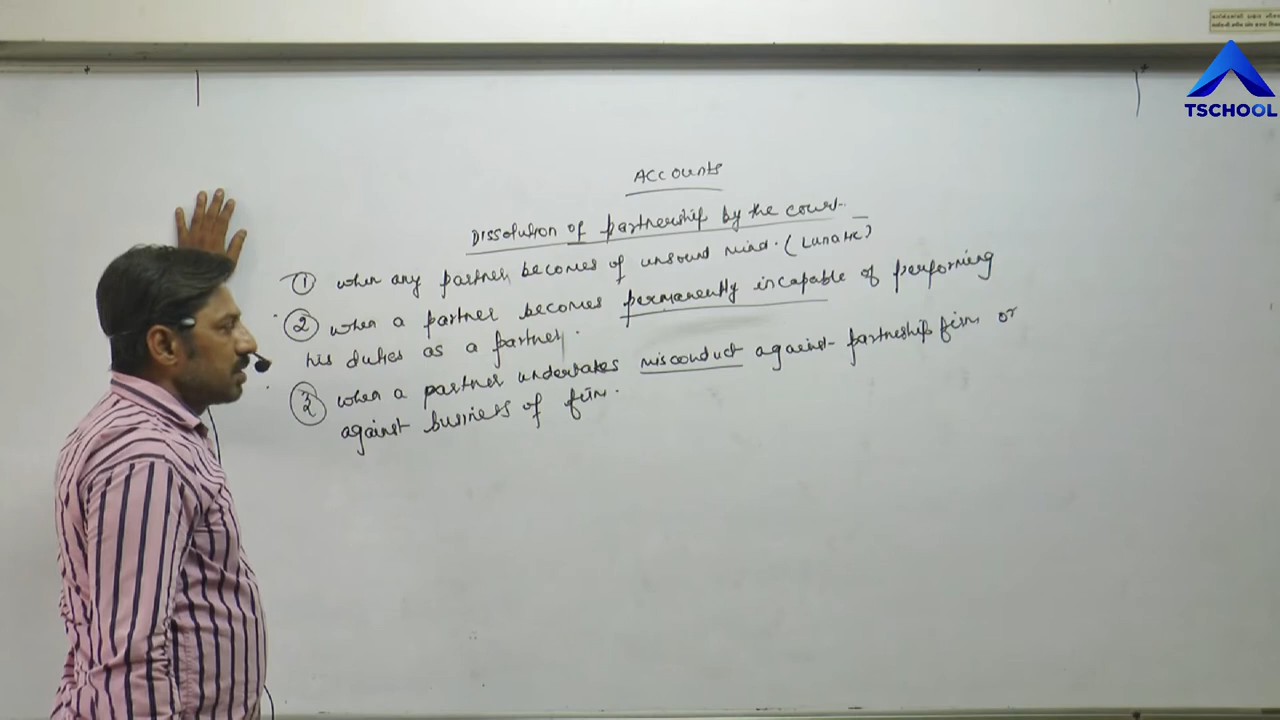 TSCHOOL
Accounts
Dissolution of partnership by the court.
① when any partner becomes of unsound mind. (Lunatic)
② when a partner becomes permanently incapable of performing
his duties as a partner.
③ when a partner undertakes misconduct against partnership firm or
against business of firm.